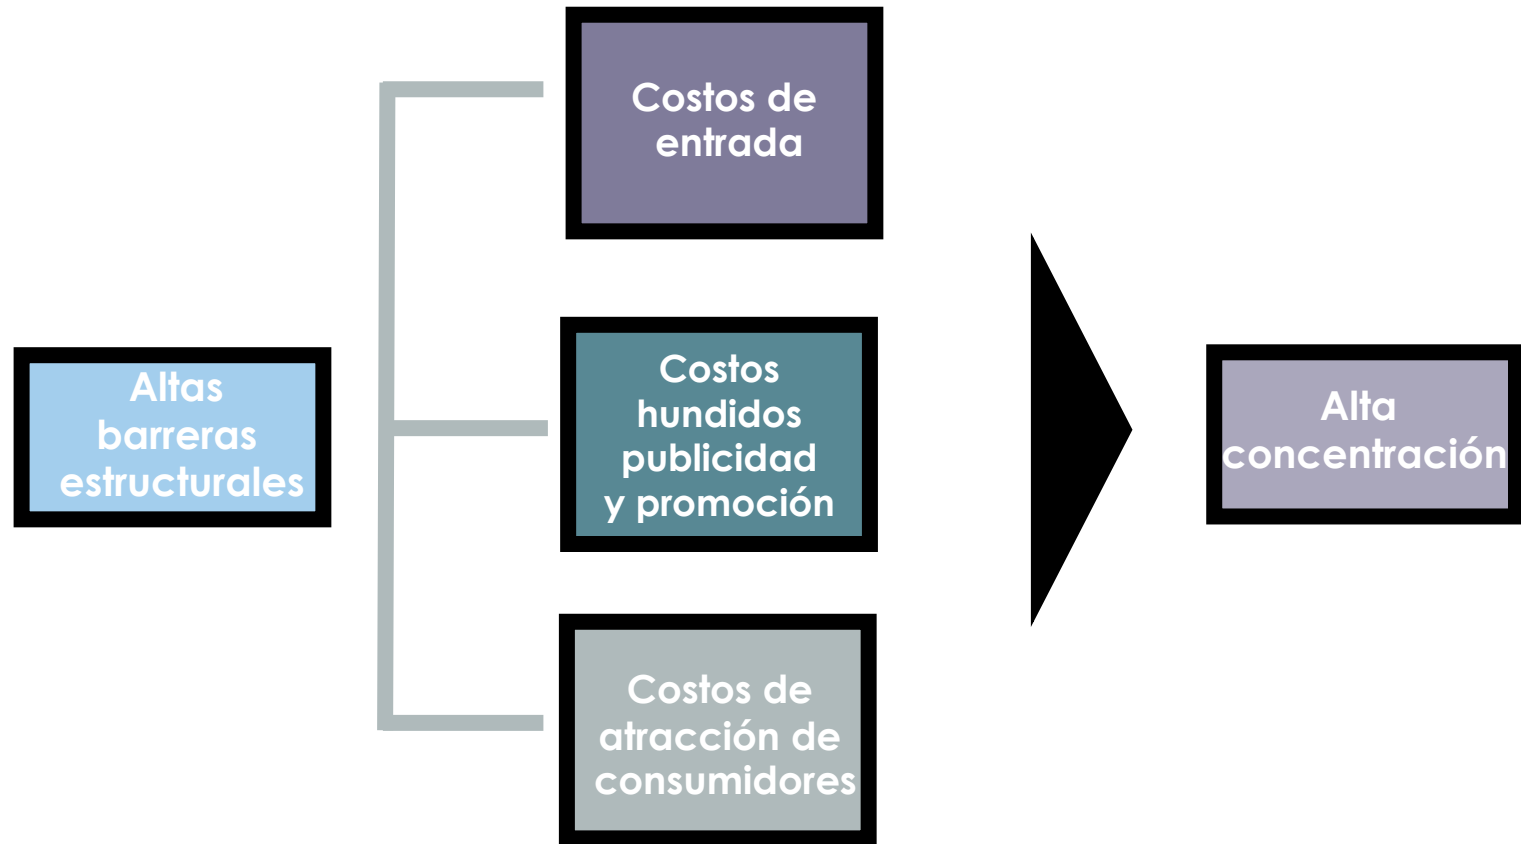 Altas
barreras
estructurales
Costos de
entrada
Costos
hundidos
publicidad
y promoción
Costos de
atracción de
consumidores
Alta
concentración